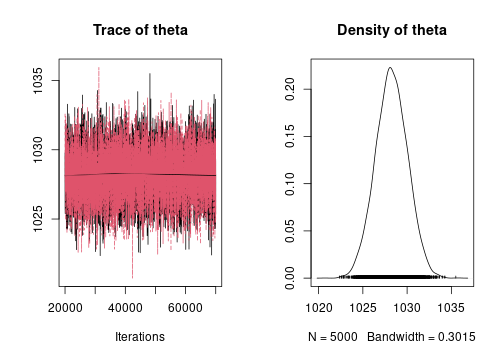 Trace of theta
1035
1030
1025
20000 40000 60000
Iterations
Density of theta
0.20
0.15
0.10
0.05
0.00
1020 1025 1030 1035
N = 5000 Bandwidth = 0.3015